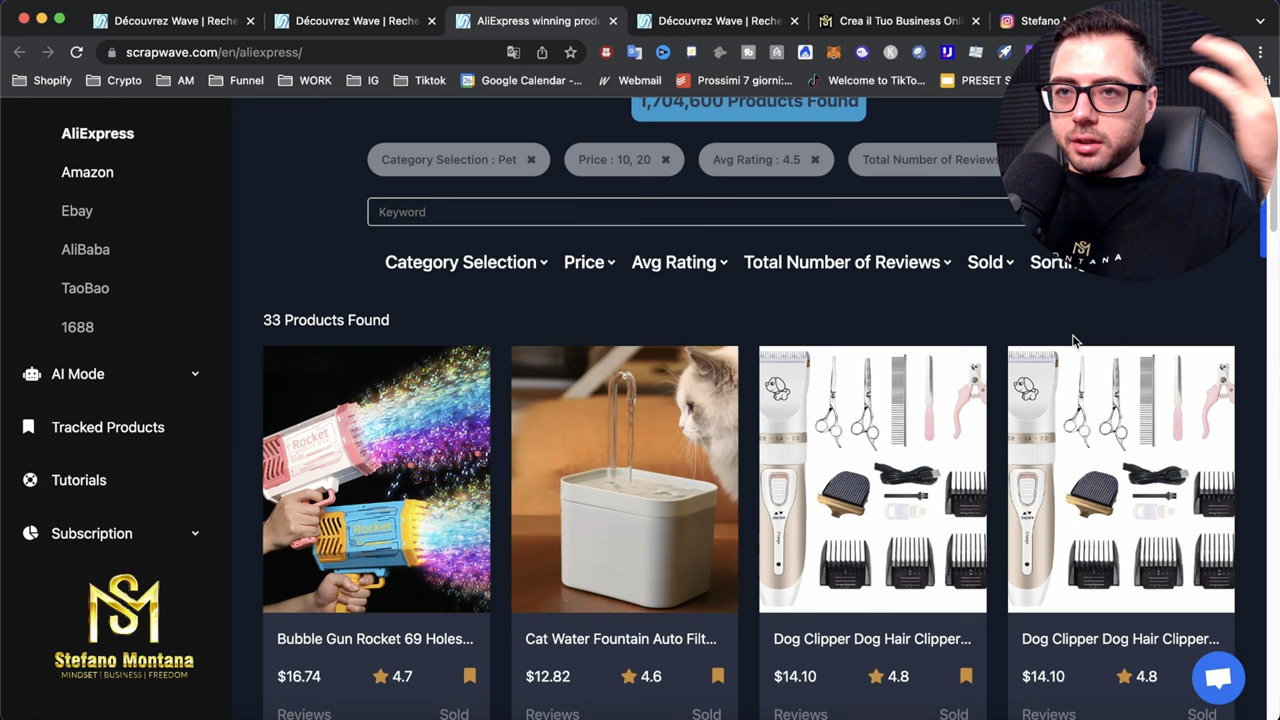 Découvrez Wave | Reche
Découvrez Wave | Reche
AliExpress winning produ
Découvrez Wave | Reche
Crea il Tuo Business Onl
Stefano
scrapwave.com/en/aliexpress/
Shopify
Crypto
AM
Funnel
WORK
IG
Tiktok
Google Calendar -...
Webmail
Prossimi 7 giorni:...
Welcome to TikTo...
PRESET S
1,704,600 Products Found
AliExpress
Amazon
Ebay
AliBaba
TaoBao
1688
AI Mode
Tracked Products
Tutorials
Subscription
Stefano Montana
MINDSET | BUSINESS | FREEDOM
Category Selection : Pet
Price : 10, 20
Avg Rating : 4.5
Total Number of Reviews
Keyword
Category Selection
Price
Avg Rating
Total Number of Reviews
Sold
33 Products Found
Rocket
Rocket
Bubble Gun Rocket 69 Holes...
Cat Water Fountain Auto Filt...
Dog Clipper Dog Hair Clipper...
Dog Clipper Dog Hair Clipper...
$16.74
4.7
$12.82
4.6
$14.10
4.8
$14.10
4.8
Reviews
Sold
Reviews
Sold
Reviews
Sold
Reviews
Sold